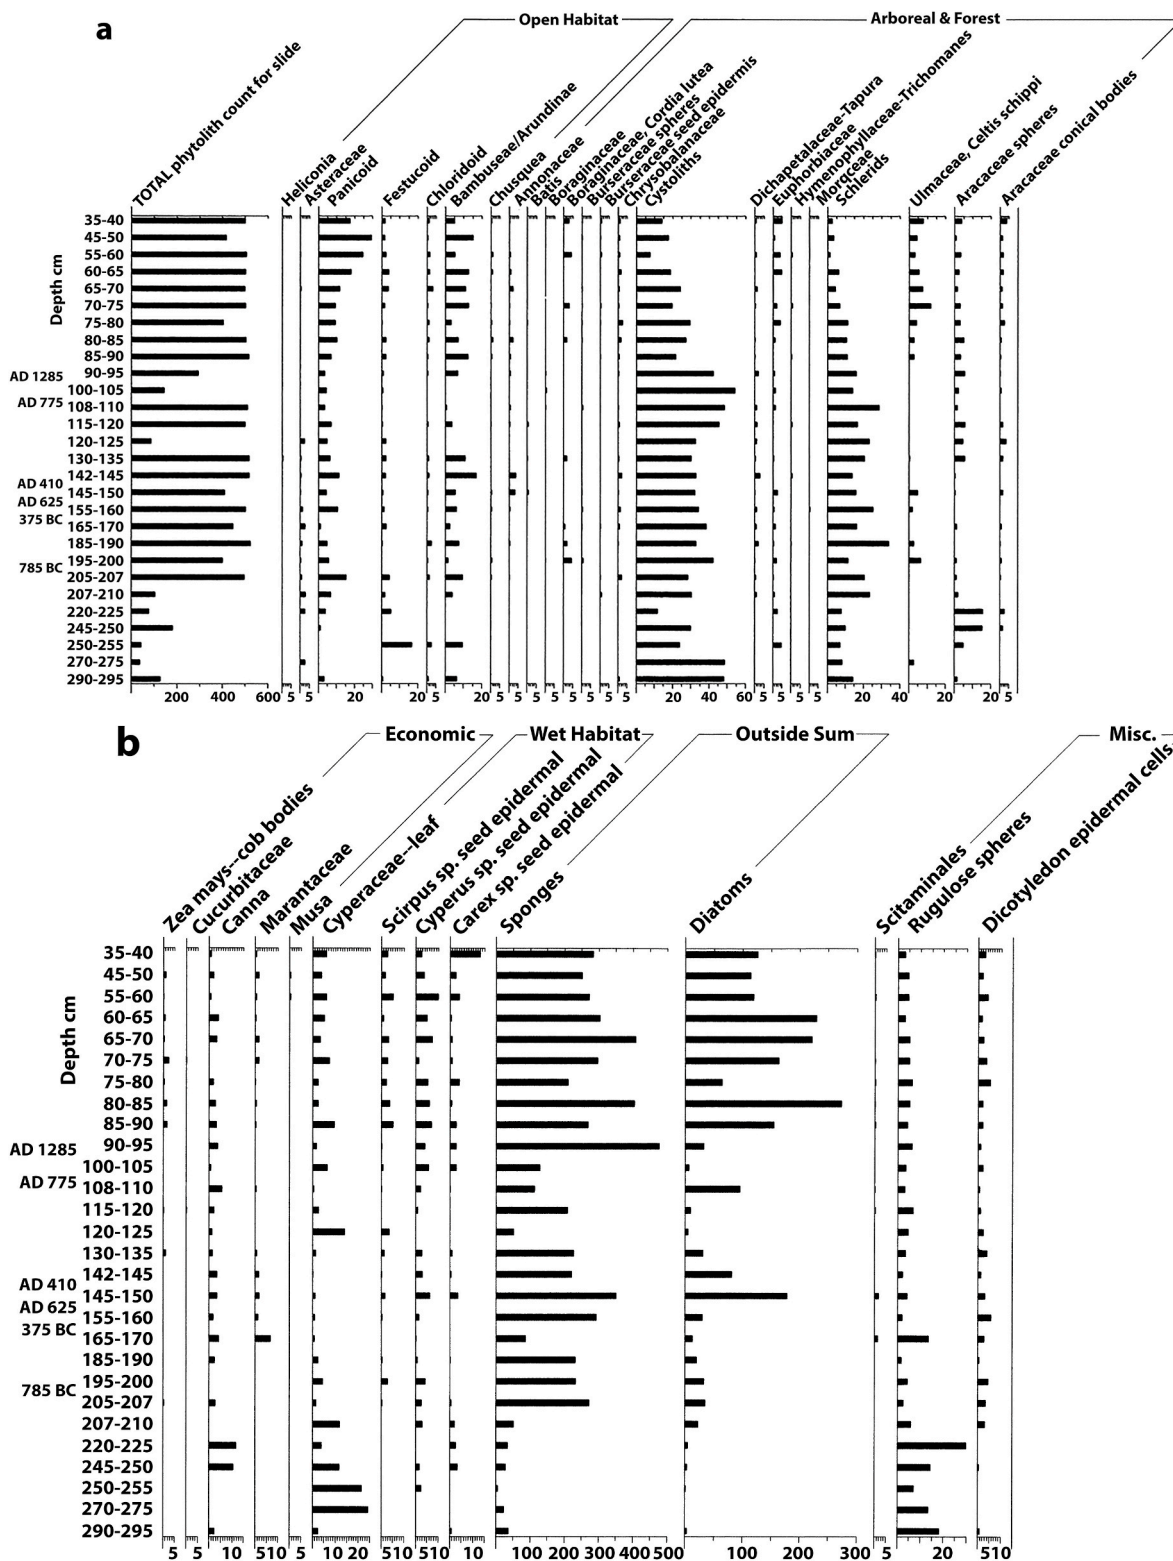 a
Open Habitat
Arboreal & Forest
TOTAL phytolith count for slide
Heliconia
Asteraceae
Panicoid
Festucoid
Chloridoid
Bambuseae/Arundinae
Chusquea
Annonaceae
Batis
Boraginaceae
Boraginaceae, Cordia lutea
Burseraceae spheres
Burseraceae seed epidermis
Chrysobalanaceae
Cystoliths
Dichapetalaceae-Tapura
Euphorbiaceae
Hymenophyllaceae-Trichomanes
Moraceae
Schlerids
Ulmaceae, Celtis schippi
Aracaceae spheres
Aracaceae conical bodies
Depth cm
35-40
45-50
55-60
60-65
65-70
70-75
75-80
80-85
85-90
AD 1285 90-95
100-105
AD 775 108-110
115-120
120-125
130-135
142-145
AD 410
145-150
AD 625
155-160
375 BC 165-170
185-190
195-200
785 BC
205-207
207-210
220-225
245-250
250-255
270-275
290-295
200 400 600 5 5 20 20 5 20 5 5 5 5 5 5 5 5 20 40 60 5 5 5 5 20 40 20 20 5
b
Economic
Wet Habitat
Outside Sum
Misc.
Zea mays--cob bodies
Cucurbitaceae
Canna
Marantaceae
Musa
Cyperaceae--leaf
Scirpus sp. seed epidermal
Cyperus sp. seed epidermal
Carex sp. seed epidermal
Sponges
Diatoms
Scitaminales
Rugulose spheres
Dicotyledon epidermal cells
Depth cm
35-40
45-50
55-60
60-65
65-70
70-75
75-80
80-85
85-90
AD 1285 90-95
100-105
AD 775 108-110
115-120
120-125
130-135
142-145
AD 410
145-150
AD 625
155-160
375 BC
165-170
185-190
195-200
785 BC
205-207
207-210
220-225
245-250
250-255
270-275
290-295
5 5 10 510 5 10 20 510 510 10 100 200 300 400 500 100 200 300 5 20 510